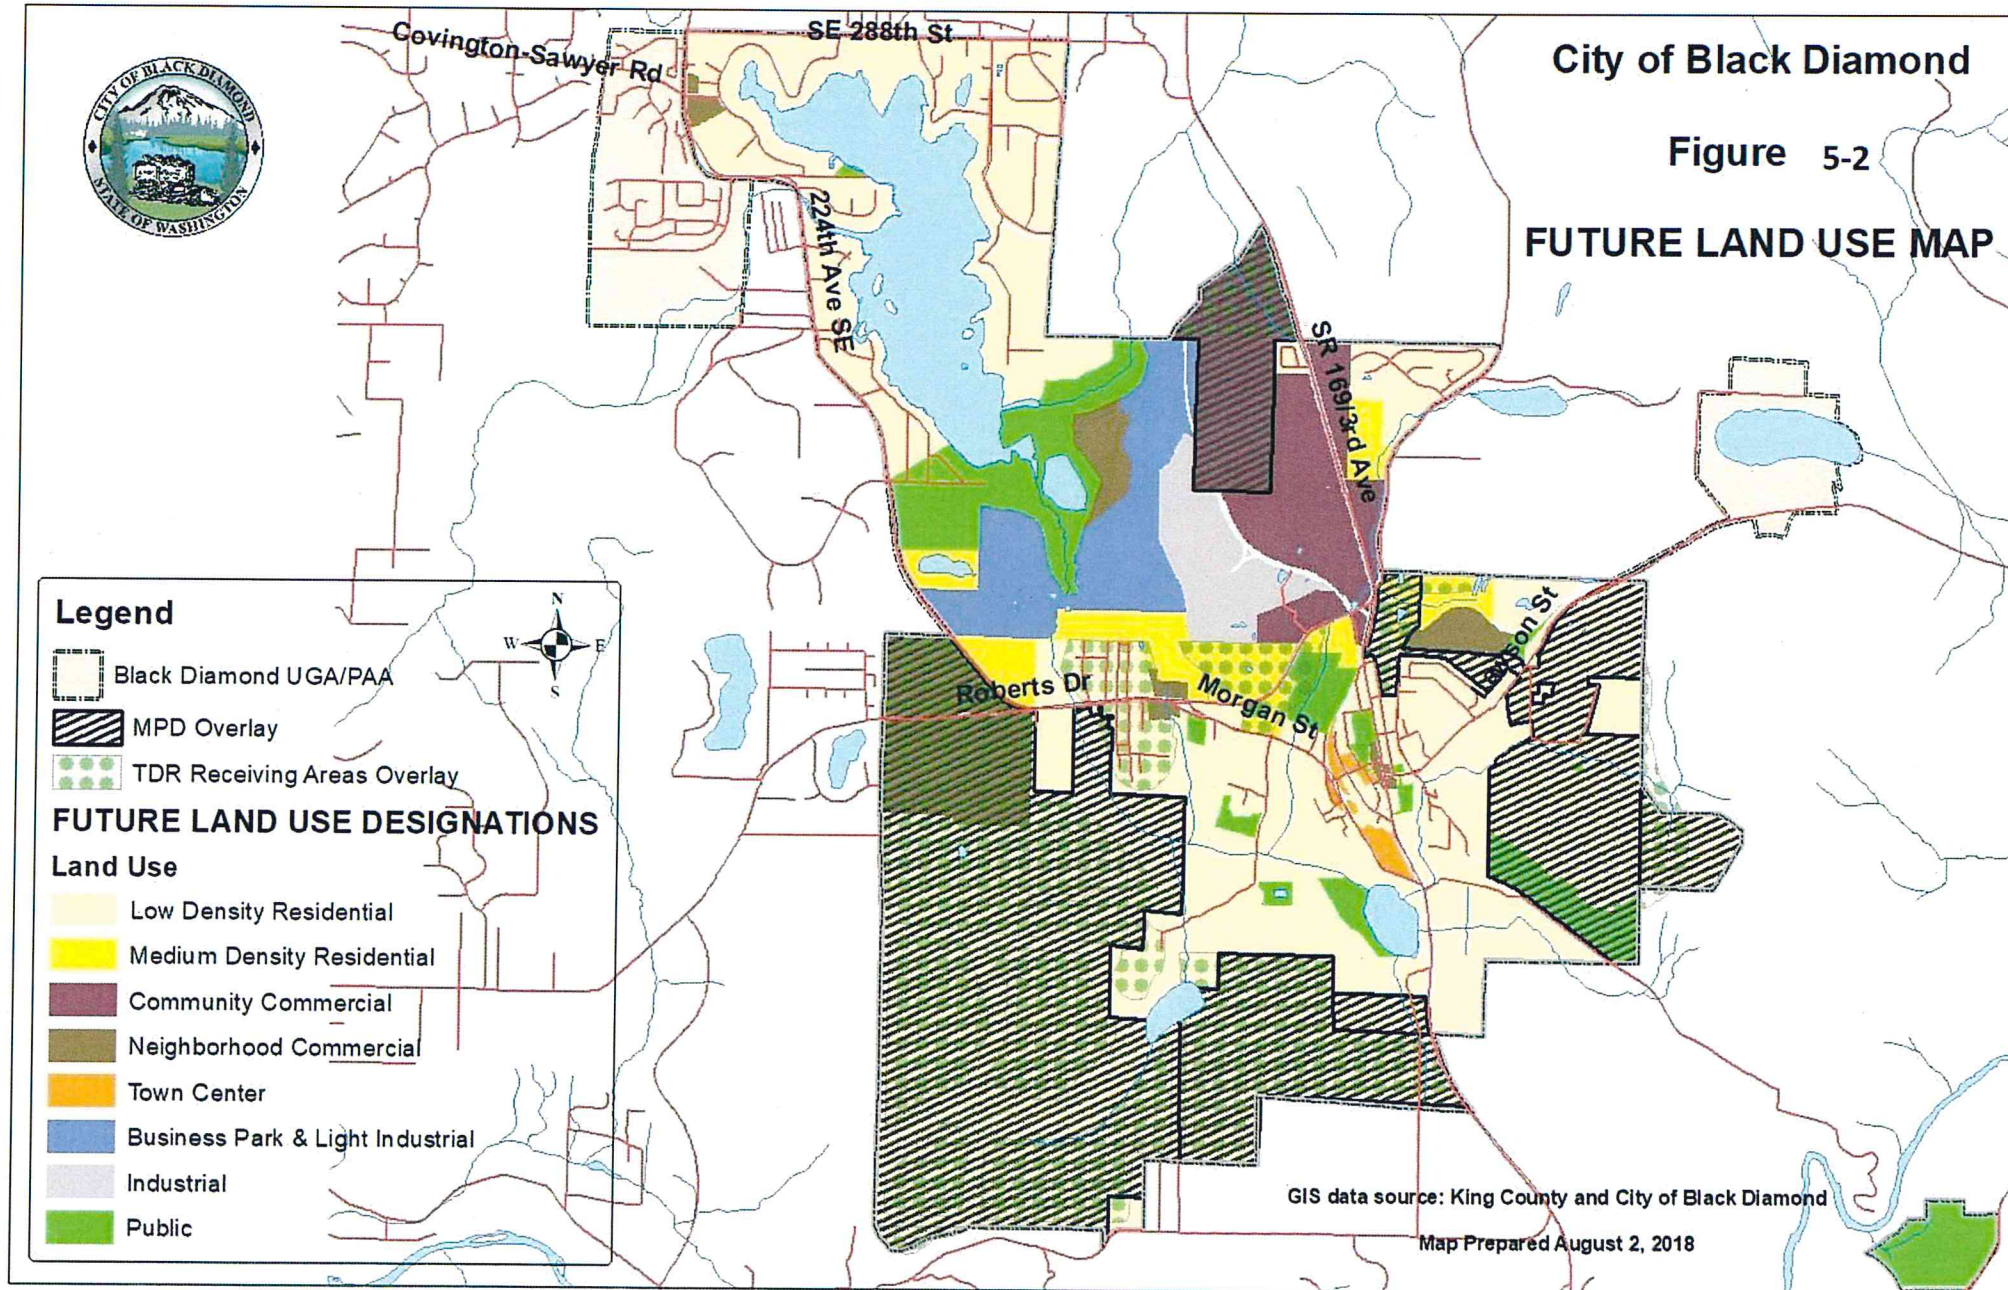 City of Black Diamond
Figure 5-2
FUTURE LAND USE MAP
CITY OF BLACK DIAMOND
STATE OF WASHINGTON
SE 288th St
Covington-Sawyer Rd
224th Ave SE
SR 169/3rd Ave
Roberts Dr
Morgan St
Legend
N
W E
S
Black Diamond UGA/PAA
MPD Overlay
TDR Receiving Areas Overlay
FUTURE LAND USE DESIGNATIONS
Land Use
Low Density Residential
Medium Density Residential
Community Commercial
Neighborhood Commercial
Town Center
Business Park & Light Industrial
Industrial
Public
GIS data source: King County and City of Black Diamond
Map Prepared August 2, 2018